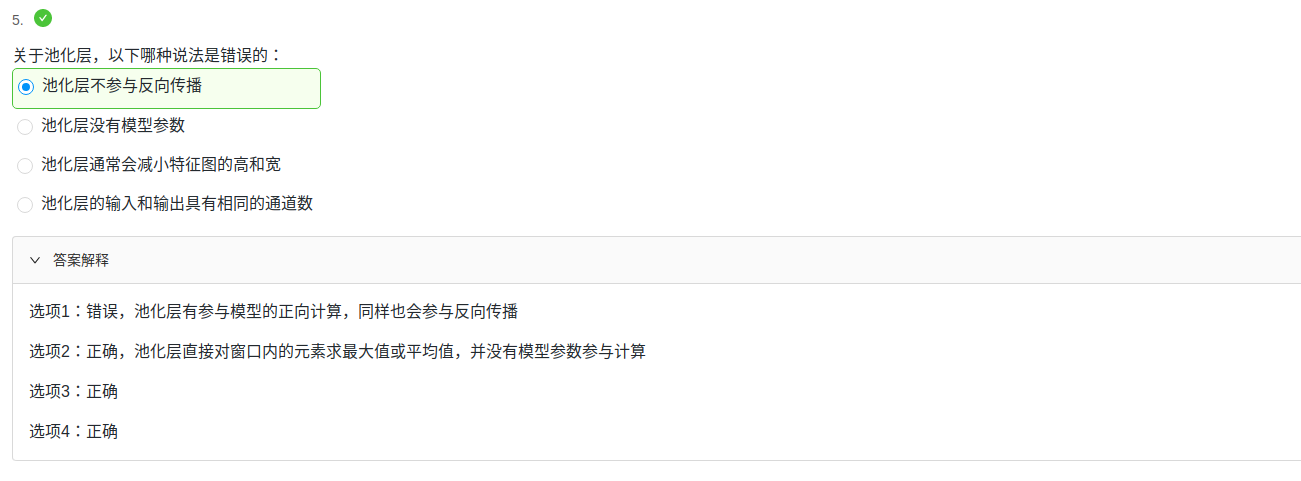 5.
关于池化层，以下哪种说法是错误的：
池化层不参与反向传播
池化层没有模型参数
池化层通常会减小特征图的高和宽
池化层的输入和输出具有相同的通道数
答案解释
选项1：错误，池化层有参与模型的正向计算，同样也会参与反向传播
选项2：正确，池化层直接对窗口内的元素求最大值或平均值，并没有模型参数参与计算
选项3：正确
选项4：正确